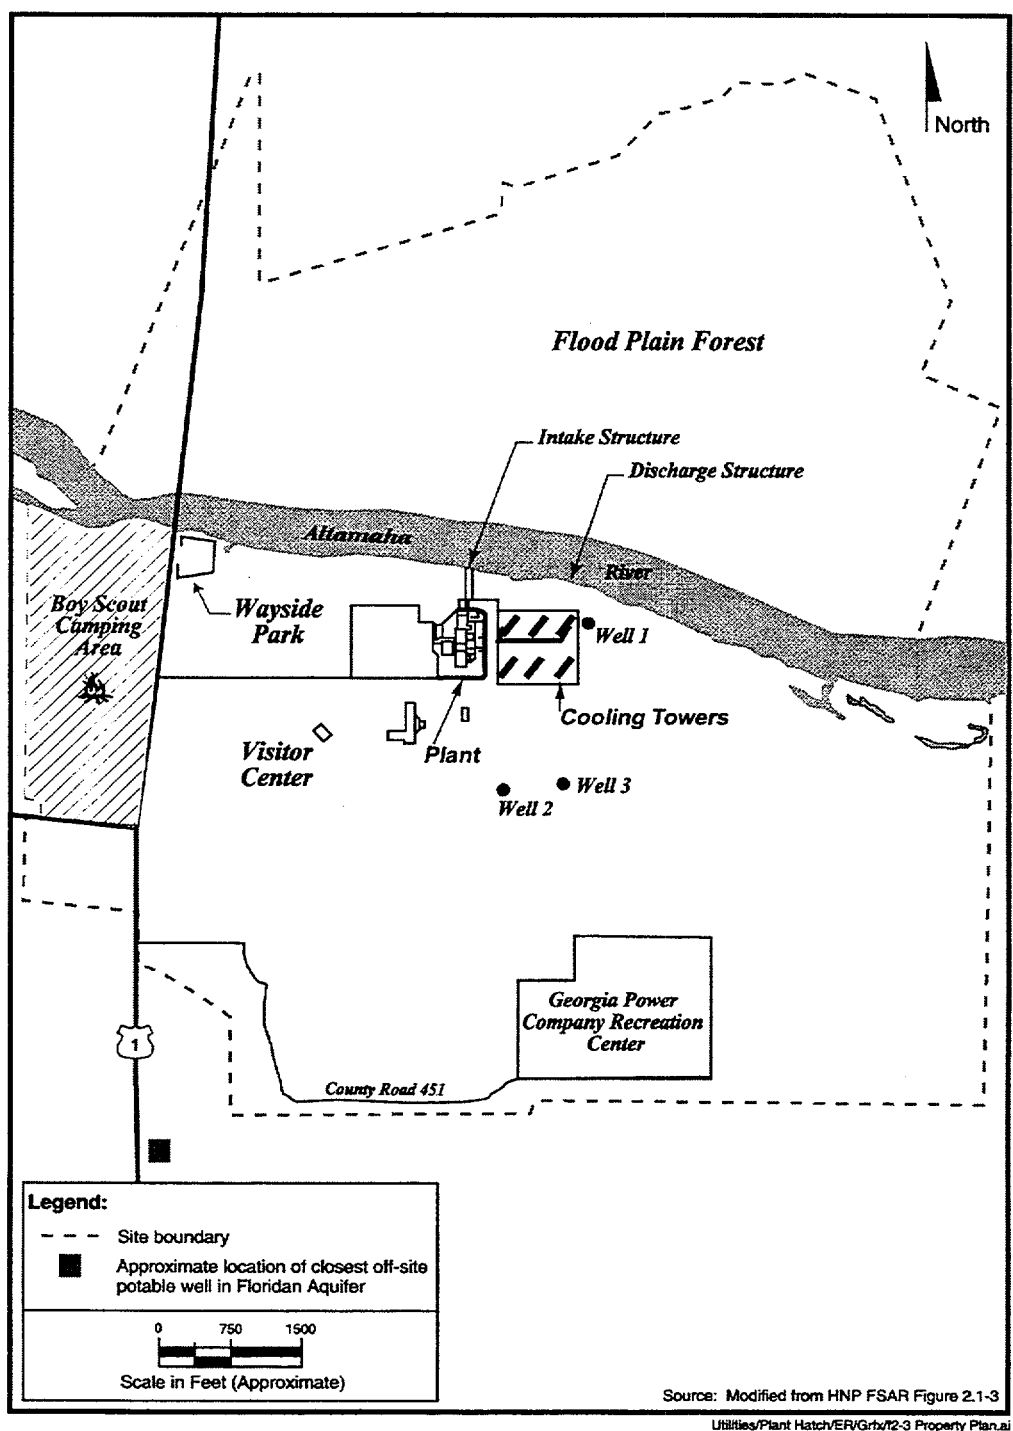 North
Flood Plain Forest
Intake Structure
Discharge Structure
Altamaha
River
Boy Scout
Camping
Area
Wayside
Park
Well 1
Cooling Towers
Visitor
Center
Plant
Well 2
Well 3
Georgia Power
Company Recreation
Center
1
County Road 451
Legend:
Site boundary
Approximate location of closest off-site
potable well in Floridan Aquifer
0 750 1500
Scale in Feet (Approximate)
Source: Modified from HNP FSAR Figure 2.1-3
Utilities/Plant Hatch/ER/Grfx/f2-3 Property Plan.ai